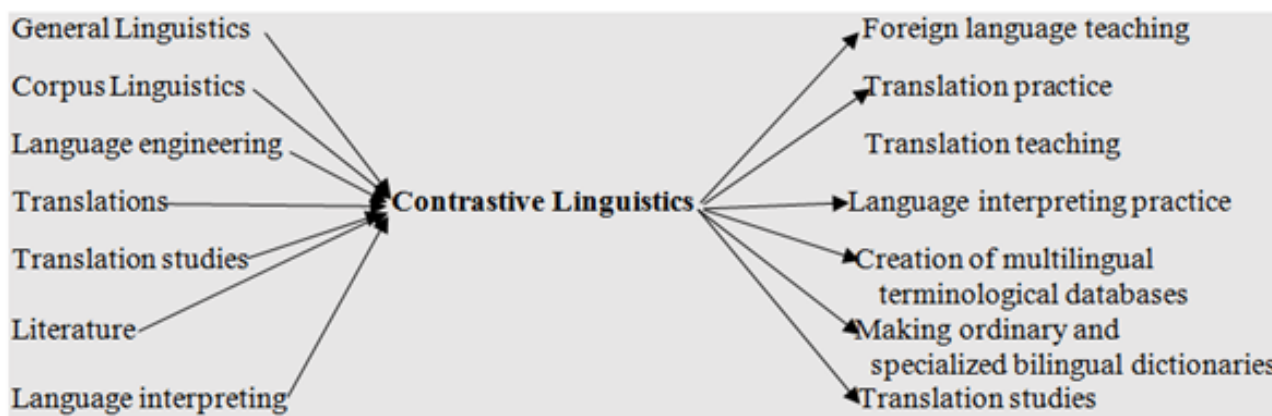 General Linguistics
Corpus Linguistics
Language engineering
Translations
Translation studies
Literature
Language interpreting
Contrastive Linguistics
Foreign language teaching
Translation practice
Translation teaching
Language interpreting practice
Creation of multilingual
terminological databases
Making ordinary and
specialized bilingual dictionaries
Translation studies